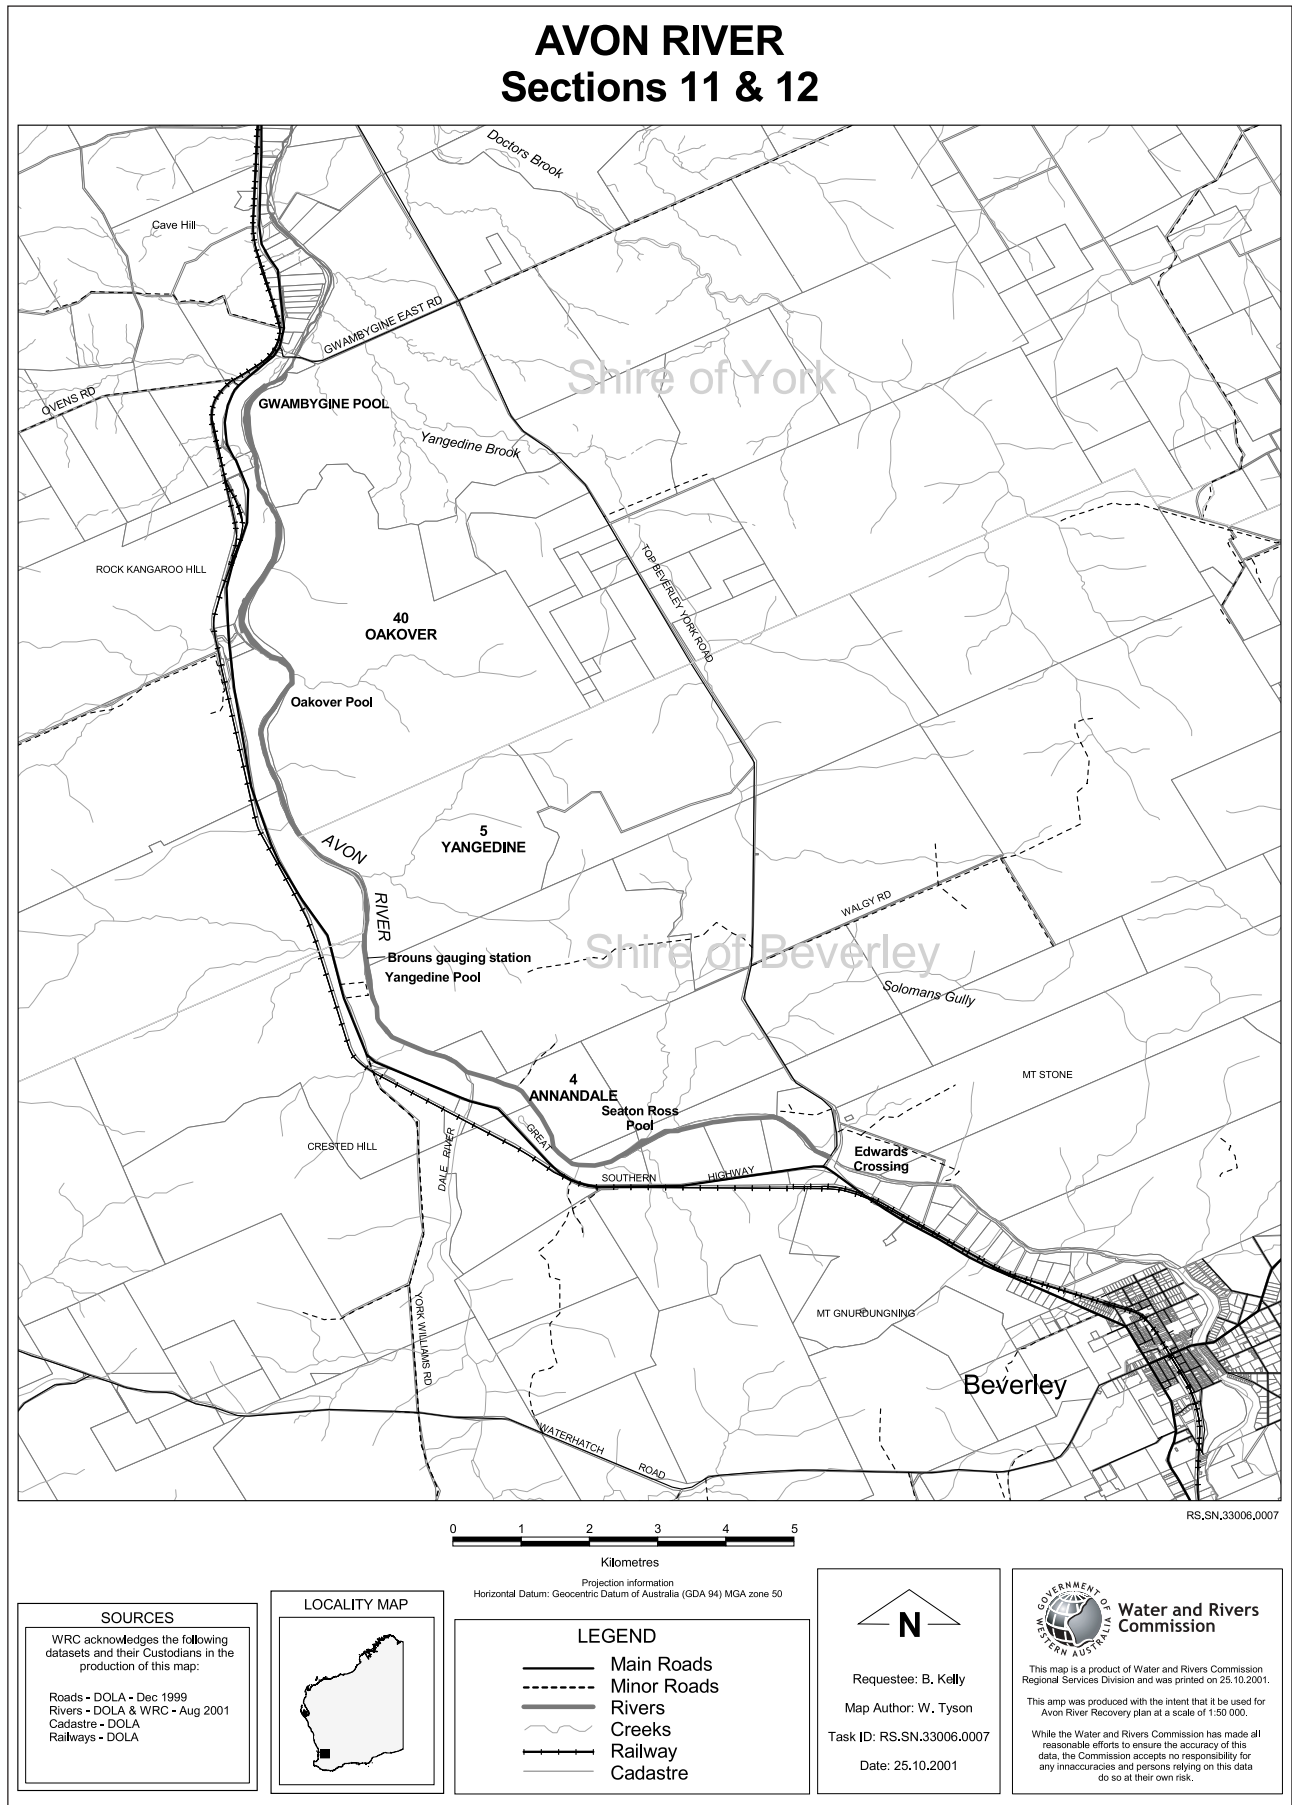 AVON RIVER
Sections 11 & 12
Doctors Brook
Cave Hill
GWAMBYGINE EAST RD
Shire of York
OVENS RD
GWAMBYGINE POOL
Yangedine Brook
ROCK KANGAROO HILL
TOP BEVERLEY YORK ROAD
40
OAKOVER
Oakover Pool
AVON
RIVER
5
YANGEDINE
WALGY RD
Shire of Beverley
Brouns gauging station
Yangedine Pool
Solomans Gully
MT STONE
4
ANNANDALE
Seaton Ross
Pool
GREAT
SOUTHERN
HIGHWAY
Edwards
Crossing
CRESTED HILL
DALE RIVER
YORK WILLIAMS RD
MT GNURDUNGNING
Beverley
WATERHATCH
ROAD
RS.SN.33006.0007
0 1 2 3 4 5
Kilometres
Projection information
Horizontal Datum: Geocentric Datum of Australia (GDA 94) MGA zone 50
SOURCES
WRC acknowledges the following
datasets and their Custodians in the
production of this map:
Roads - DOLA - Dec 1999
Rivers - DOLA & WRC - Aug 2001
Cadastre - DOLA
Railways - DOLA
LOCALITY MAP
LEGEND
Main Roads
Minor Roads
Rivers
Creeks
Railway
Cadastre
N
Requestee: B. Kelly
Map Author: W. Tyson
Task ID: RS.SN.33006.0007
Date: 25.10.2001
GOVERNMENT OF
WESTERN AUSTRALIA
Water and Rivers
Commission
This map is a product of Water and Rivers Commission
Regional Services Division and was printed on 25.10.2001.
This amp was produced with the intent that it be used for
Avon River Recovery plan at a scale of 1:50 000.
While the Water and Rivers Commission has made all
reasonable efforts to ensure the accuracy of this
data, the Commission accepts no responsibility for
any innaccuracies and persons relying on this data
do so at their own risk.